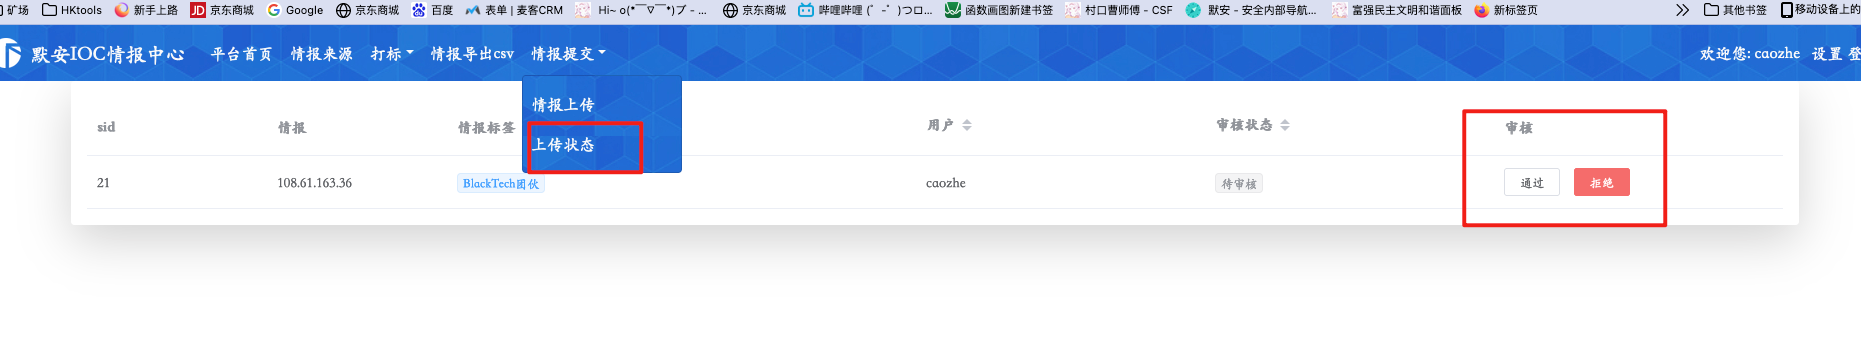 矿场 HKtools 新手上路 京东商城 Google 京东商城 百度 表单 | 麦客CRM Hi~ o(*￣▽￣*)ブ - ... 京东商城 哔哩哔哩 (゜-゜)つロ... 函数画图新建书签 村口曹师傅 - CSF 默安 - 安全内部导航... 富强民主文明和谐面板 新标签页 其他书签 移动设备上的
默安IOC情报中心 平台首页 情报来源 打标 情报导出csv 情报提交 欢迎您: caozhe 设置 登
情报上传
上传状态
sid 情报 情报标签 用户 审核状态 审核
21 108.61.163.36 BlackTech团伙 caozhe 待审核 通过 拒绝